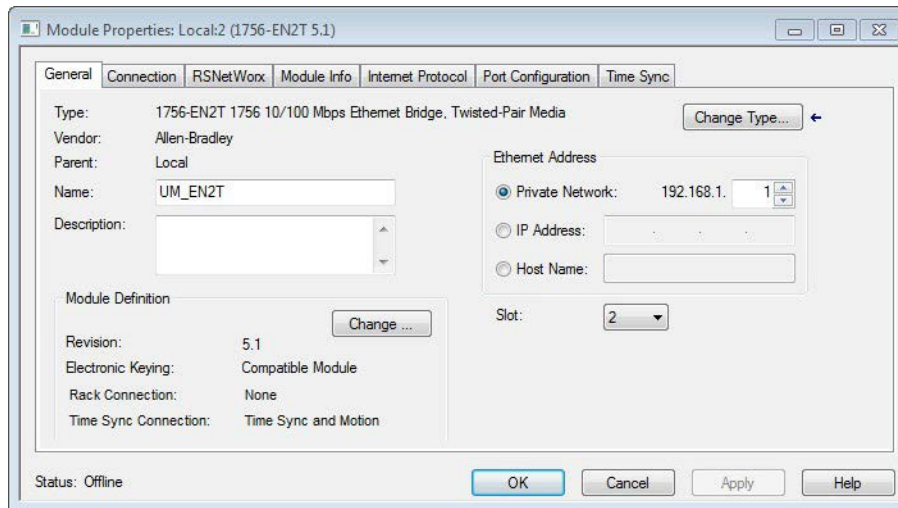 Module Properties: Local:2 (1756-EN2T 5.1)
General Connection RSNetWorx Module Info Internet Protocol Port Configuration Time Sync
Type: 1756-EN2T 1756 10/100 Mbps Ethernet Bridge, Twisted-Pair Media
Change Type...
Vendor: Allen-Bradley
Parent: Local
Name: UM_EN2T
Description:
Ethernet Address
Private Network: 192.168.1. 1
IP Address: . . .
Host Name:
Slot: 2
Module Definition
Change ...
Revision: 5.1
Electronic Keying: Compatible Module
Rack Connection: None
Time Sync Connection: Time Sync and Motion
Status: Offline
OK Cancel Apply Help